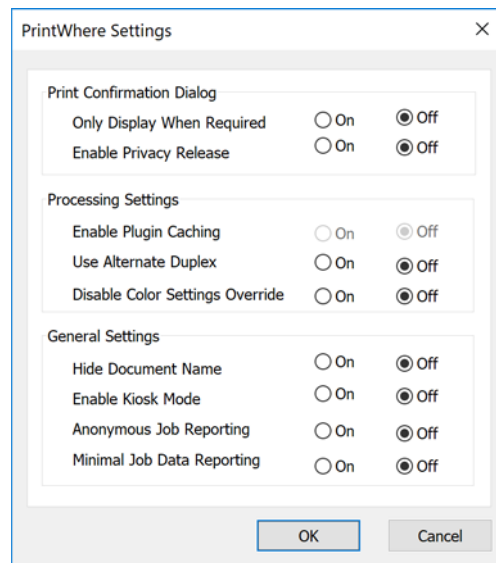 PrintWhere Settings
Print Confirmation Dialog
Only Display When Required On Off
Enable Privacy Release On Off
Processing Settings
Enable Plugin Caching On Off
Use Alternate Duplex On Off
Disable Color Settings Override On Off
General Settings
Hide Document Name On Off
Enable Kiosk Mode On Off
Anonymous Job Reporting On Off
Minimal Job Data Reporting On Off
OK Cancel